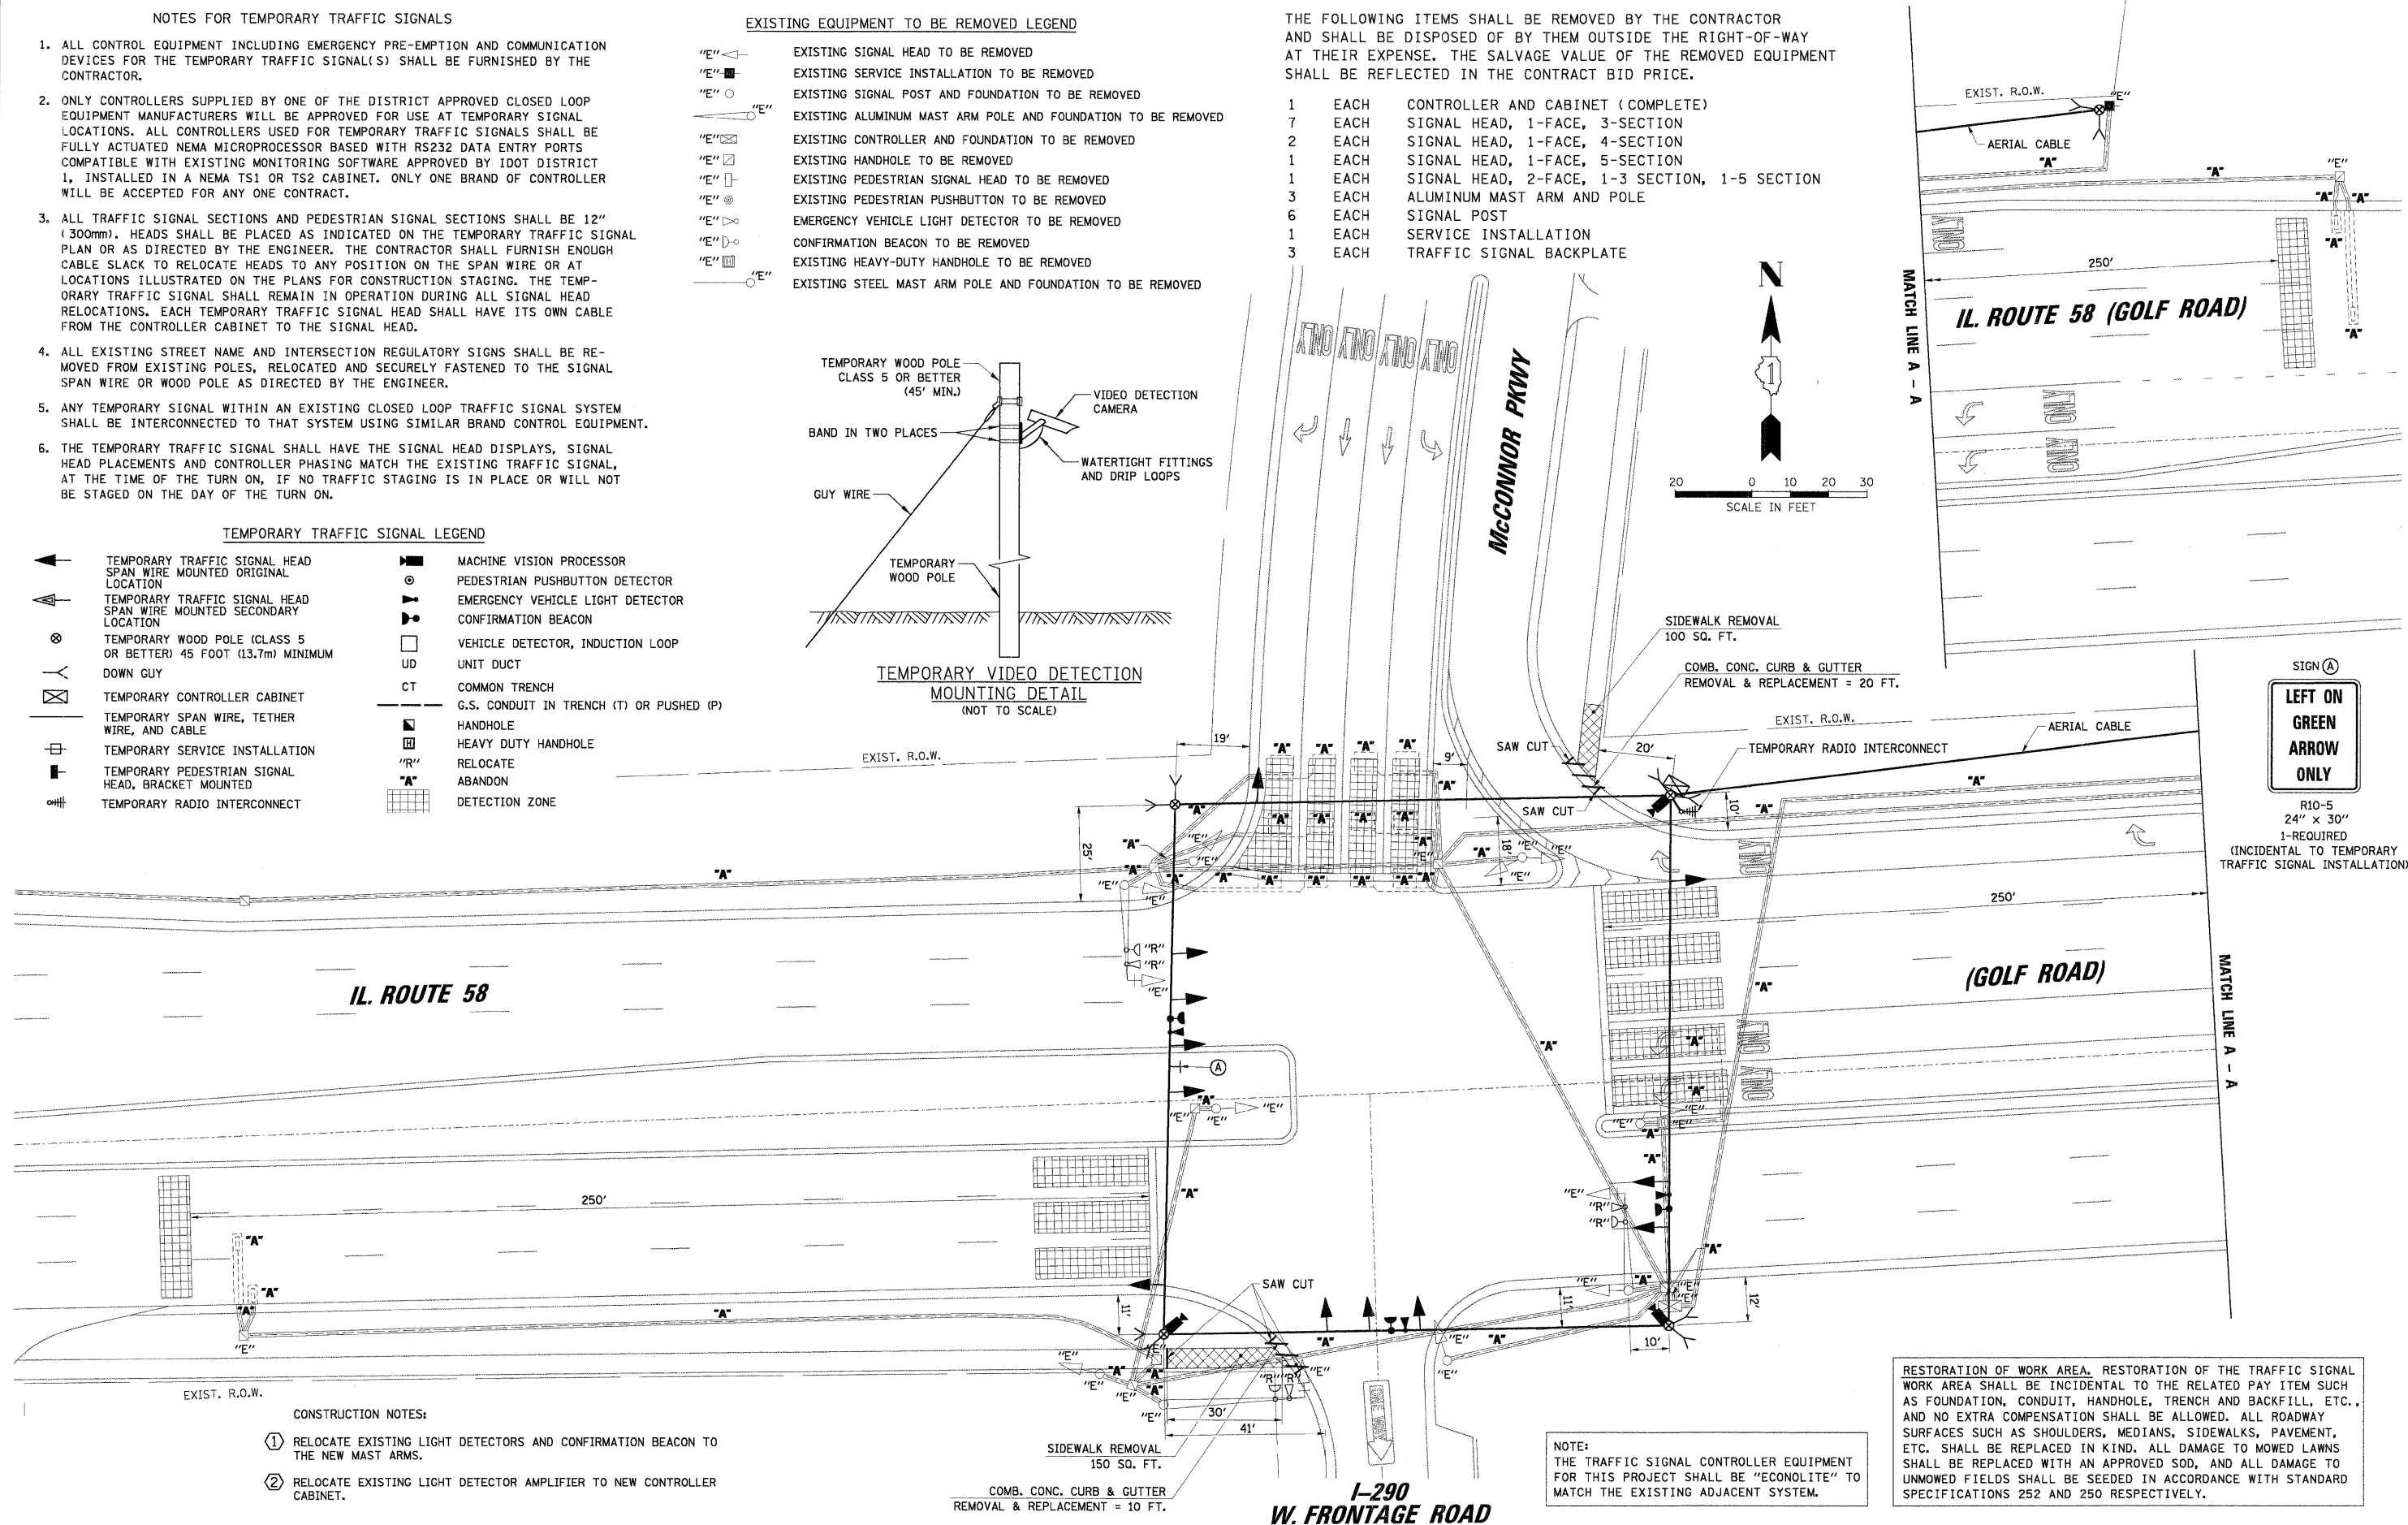 NOTES FOR TEMPORARY TRAFFIC SIGNALS
1. ALL CONTROL EQUIPMENT INCLUDING EMERGENCY PRE-EMPTION AND COMMUNICATION
DEVICES FOR THE TEMPORARY TRAFFIC SIGNAL(S) SHALL BE FURNISHED BY THE
CONTRACTOR.
2. ONLY CONTROLLERS SUPPLIED BY ONE OF THE DISTRICT APPROVED CLOSED LOOP
EQUIPMENT MANUFACTURERS WILL BE APPROVED FOR USE AT TEMPORARY SIGNAL
LOCATIONS. ALL CONTROLLERS USED FOR TEMPORARY TRAFFIC SIGNALS SHALL BE
FULLY ACTUATED NEMA MICROPROCESSOR BASED WITH RS232 DATA ENTRY PORTS
COMPATIBLE WITH EXISTING MONITORING SOFTWARE APPROVED BY IDOT DISTRICT
1, INSTALLED IN A NEMA TS1 OR TS2 CABINET. ONLY ONE BRAND OF CONTROLLER
WILL BE ACCEPTED FOR ANY ONE CONTRACT.
3. ALL TRAFFIC SIGNAL SECTIONS AND PEDESTRIAN SIGNAL SECTIONS SHALL BE 12"
(300mm). HEADS SHALL BE PLACED AS INDICATED ON THE TEMPORARY TRAFFIC SIGNAL
PLAN OR AS DIRECTED BY THE ENGINEER. THE CONTRACTOR SHALL FURNISH ENOUGH
CABLE SLACK TO RELOCATE HEADS TO ANY POSITION ON THE SPAN WIRE OR AT
LOCATIONS ILLUSTRATED ON THE PLANS FOR CONSTRUCTION STAGING. THE TEMP-
ORARY TRAFFIC SIGNAL SHALL REMAIN IN OPERATION DURING ALL SIGNAL HEAD
RELOCATIONS. EACH TEMPORARY TRAFFIC SIGNAL HEAD SHALL HAVE ITS OWN CABLE
FROM THE CONTROLLER CABINET TO THE SIGNAL HEAD.
4. ALL EXISTING STREET NAME AND INTERSECTION REGULATORY SIGNS SHALL BE RE-
MOVED FROM EXISTING POLES, RELOCATED AND SECURELY FASTENED TO THE SIGNAL
SPAN WIRE OR WOOD POLE AS DIRECTED BY THE ENGINEER.
5. ANY TEMPORARY SIGNAL WITHIN AN EXISTING CLOSED LOOP TRAFFIC SIGNAL SYSTEM
SHALL BE INTERCONNECTED TO THAT SYSTEM USING SIMILAR BRAND CONTROL EQUIPMENT.
6. THE TEMPORARY TRAFFIC SIGNAL SHALL HAVE THE SIGNAL HEAD DISPLAYS, SIGNAL
HEAD PLACEMENTS AND CONTROLLER PHASING MATCH THE EXISTING TRAFFIC SIGNAL,
AT THE TIME OF THE TURN ON, IF NO TRAFFIC STAGING IS IN PLACE OR WILL NOT
BE STAGED ON THE DAY OF THE TURN ON.
TEMPORARY TRAFFIC SIGNAL LEGEND
TEMPORARY TRAFFIC SIGNAL HEAD
SPAN WIRE MOUNTED ORIGINAL
LOCATION
TEMPORARY TRAFFIC SIGNAL HEAD
SPAN WIRE MOUNTED SECONDARY
LOCATION
TEMPORARY WOOD POLE (CLASS 5
OR BETTER) 45 FOOT (13.7m) MINIMUM
DOWN GUY
TEMPORARY CONTROLLER CABINET
TEMPORARY SPAN WIRE, TETHER
WIRE, AND CABLE
TEMPORARY SERVICE INSTALLATION
TEMPORARY PEDESTRIAN SIGNAL
HEAD, BRACKET MOUNTED
TEMPORARY RADIO INTERCONNECT
MACHINE VISION PROCESSOR
PEDESTRIAN PUSHBUTTON DETECTOR
EMERGENCY VEHICLE LIGHT DETECTOR
CONFIRMATION BEACON
VEHICLE DETECTOR, INDUCTION LOOP
UD UNIT DUCT
CT COMMON TRENCH
G.S. CONDUIT IN TRENCH (T) OR PUSHED (P)
HANDHOLE
H HEAVY DUTY HANDHOLE
"R" RELOCATE
"A" ABANDON
DETECTION ZONE
EXISTING EQUIPMENT TO BE REMOVED LEGEND
"E" EXISTING SIGNAL HEAD TO BE REMOVED
"E" EXISTING SERVICE INSTALLATION TO BE REMOVED
"E" EXISTING SIGNAL POST AND FOUNDATION TO BE REMOVED
"E" EXISTING ALUMINUM MAST ARM POLE AND FOUNDATION TO BE REMOVED
"E" EXISTING CONTROLLER AND FOUNDATION TO BE REMOVED
"E" EXISTING HANDHOLE TO BE REMOVED
"E" EXISTING PEDESTRIAN SIGNAL HEAD TO BE REMOVED
"E" EXISTING PEDESTRIAN PUSHBUTTON TO BE REMOVED
"E" EMERGENCY VEHICLE LIGHT DETECTOR TO BE REMOVED
"E" CONFIRMATION BEACON TO BE REMOVED
"E" H EXISTING HEAVY-DUTY HANDHOLE TO BE REMOVED
"E" EXISTING STEEL MAST ARM POLE AND FOUNDATION TO BE REMOVED
TEMPORARY WOOD POLE
CLASS 5 OR BETTER
(45' MIN.)
VIDEO DETECTION
CAMERA
BAND IN TWO PLACES
WATERTIGHT FITTINGS
AND DRIP LOOPS
GUY WIRE
TEMPORARY
WOOD POLE
TEMPORARY VIDEO DETECTION
MOUNTING DETAIL
(NOT TO SCALE)
THE FOLLOWING ITEMS SHALL BE REMOVED BY THE CONTRACTOR
AND SHALL BE DISPOSED OF BY THEM OUTSIDE THE RIGHT-OF-WAY
AT THEIR EXPENSE. THE SALVAGE VALUE OF THE REMOVED EQUIPMENT
SHALL BE REFLECTED IN THE CONTRACT BID PRICE.
1 EACH CONTROLLER AND CABINET (COMPLETE)
7 EACH SIGNAL HEAD, 1-FACE, 3-SECTION
2 EACH SIGNAL HEAD, 1-FACE, 4-SECTION
1 EACH SIGNAL HEAD, 1-FACE, 5-SECTION
1 EACH SIGNAL HEAD, 2-FACE, 1-3 SECTION, 1-5 SECTION
3 EACH ALUMINUM MAST ARM AND POLE
6 EACH SIGNAL POST
1 EACH SERVICE INSTALLATION
3 EACH TRAFFIC SIGNAL BACKPLATE
N
1
20 0 10 20 30
SCALE IN FEET
EXIST. R.O.W.
"E"
AERIAL CABLE
"A"
"A"
"E"
"A" "A"
"A"
"A"
ONLY
250'
IL. ROUTE 58 (GOLF ROAD)
MATCH LINE A - A
ONLY
ONLY
ONLY ONLY ONLY ONLY
McCONNOR PKWY
SIDEWALK REMOVAL
100 SQ. FT.
COMB. CONC. CURB & GUTTER
REMOVAL & REPLACEMENT = 20 FT.
EXIST. R.O.W.
AERIAL CABLE
SAW CUT
20'
TEMPORARY RADIO INTERCONNECT
SAW CUT
10'
SIGN A
LEFT ON
GREEN
ARROW
ONLY
R10-5
24" x 30"
1-REQUIRED
(INCIDENTAL TO TEMPORARY
TRAFFIC SIGNAL INSTALLATION)
EXIST. R.O.W.
19'
"A" "A" "A" "A"
9'
"A"
"A" "A" "A" "A"
25'
18'
"A"
"A"
"E"
"E"
"A"
"A"
"E"
"E"
"A" "A" "A" "A" "A" "A"
"E"
"E"
"E"
"A"
"A"
"A"
ONLY
250'
"R"
"R"
"E"
IL. ROUTE 58
(GOLF ROAD)
MATCH LINE A - A
"A"
"A"
"A"
"A"
ONLY
ONLY
A
"A"
"E"
"E"
"E"
"E"
"E"
"E"
"A"
"A"
"A"
250'
"E"
"R"
"R"
"A"
"A"
"A"
"A"
"E"
"A"
SAW CUT
11'
"E"
"A"
"E"
"E"
11'
12'
10'
"A"
"E"
"A"
"E"
"E"
"E"
"A"
"A"
"A"
"E"
"E"
"E"
"R" "R"
"E"
30'
41'
ONE WAY
EXIST. R.O.W.
SIDEWALK REMOVAL
150 SQ. FT.
COMB. CONC. CURB & GUTTER
REMOVAL & REPLACEMENT = 10 FT.
I-290
W. FRONTAGE ROAD
CONSTRUCTION NOTES:
1 RELOCATE EXISTING LIGHT DETECTORS AND CONFIRMATION BEACON TO
THE NEW MAST ARMS.
2 RELOCATE EXISTING LIGHT DETECTOR AMPLIFIER TO NEW CONTROLLER
CABINET.
NOTE:
THE TRAFFIC SIGNAL CONTROLLER EQUIPMENT
FOR THIS PROJECT SHALL BE "ECONOLITE" TO
MATCH THE EXISTING ADJACENT SYSTEM.
RESTORATION OF WORK AREA. RESTORATION OF THE TRAFFIC SIGNAL
WORK AREA SHALL BE INCIDENTAL TO THE RELATED PAY ITEM SUCH
AS FOUNDATION, CONDUIT, HANDHOLE, TRENCH AND BACKFILL, ETC.,
AND NO EXTRA COMPENSATION SHALL BE ALLOWED. ALL ROADWAY
SURFACES SUCH AS SHOULDERS, MEDIANS, SIDEWALKS, PAVEMENT,
ETC. SHALL BE REPLACED IN KIND. ALL DAMAGE TO MOWED LAWNS
SHALL BE REPLACED WITH AN APPROVED SOD, AND ALL DAMAGE TO
UNMOWED FIELDS SHALL BE SEEDED IN ACCORDANCE WITH STANDARD
SPECIFICATIONS 252 AND 250 RESPECTIVELY.